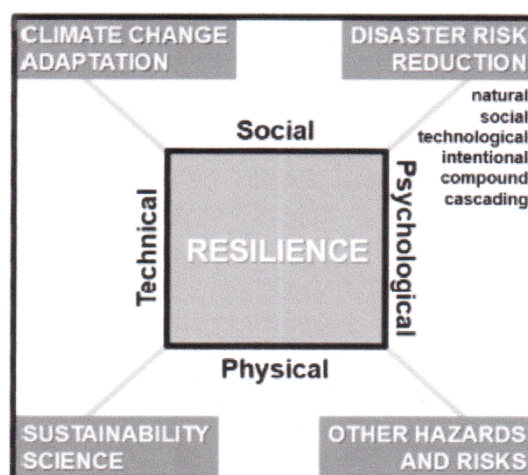 CLIMATE CHANGE
ADAPTATION
DISASTER RISK
REDUCTION
natural
social
technological
intentional
compound
cascading
Social
Technical
RESILIENCE
Psychological
Physical
SUSTAINABILITY
SCIENCE
OTHER HAZARDS
AND RISKS